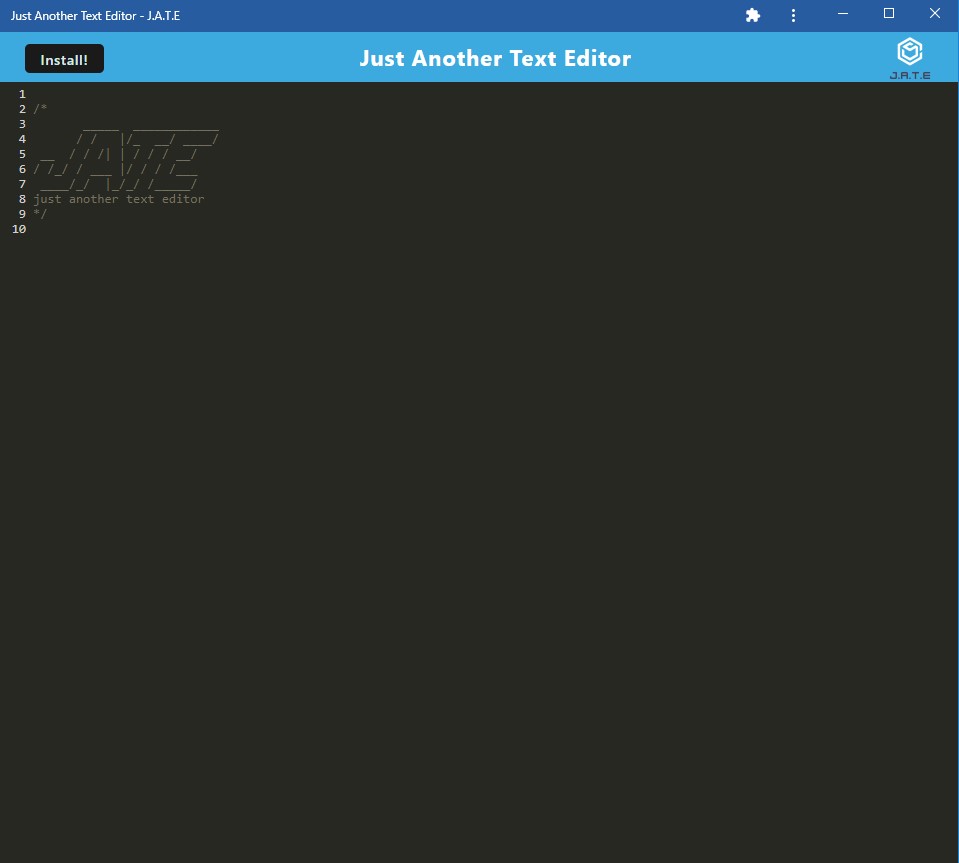 Just Another Text Editor - J.A.T.E
Install!
Just Another Text Editor
J.A.T.E
1
2 /*
3        _____  ____________
4       / /   |/_  __/ ____/
5  __  / / /| | / / / __/
6 / /_/ / ___ |/ / / /___
7  ____/_/  |_/_/ /_____/
8 just another text editor
9 */
10